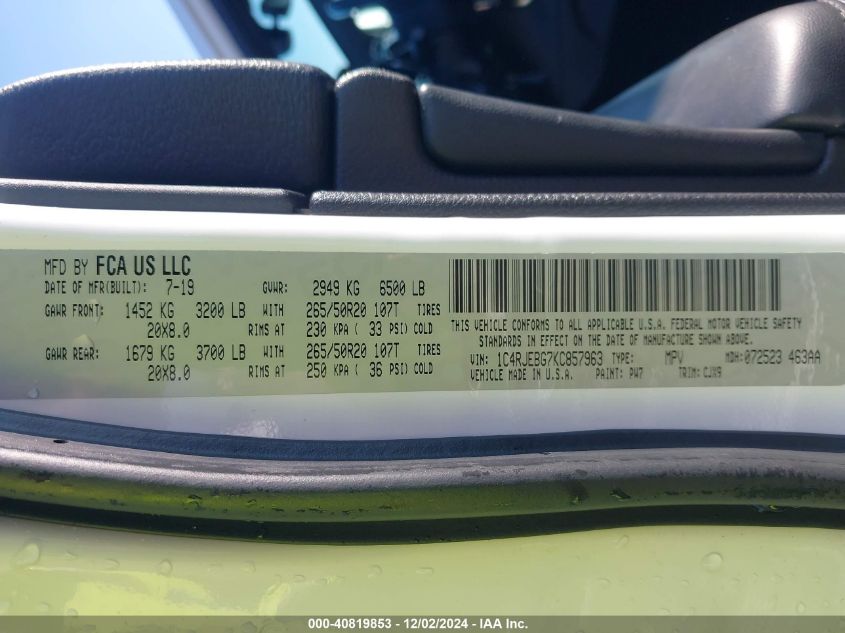 MFD BY FCA US LLC
DATE OF MFR(BUILT): 7-19 GVWR: 2949 KG 6500 LB
GAWR FRONT: 1452 KG 3200 LB WITH 265/50R20 107T TIRES
20X8.0 RIMS AT 230 KPA ( 33 PSI) COLD
GAWR REAR: 1679 KG 3700 LB WITH 265/50R20 107T TIRES
20X8.0 RIMS AT 250 KPA ( 36 PSI) COLD
THIS VEHICLE CONFORMS TO ALL APPLICABLE U.S.A. FEDERAL MOTOR VEHICLE SAFETY
STANDARDS IN EFFECT ON THE DATE OF MANUFACTURE SHOWN ABOVE.
VIN: 1C4RJEBG7KC857963 TYPE: MPV MDH: 072523 463AA
VEHICLE MADE IN U.S.A. PAINT: PW7 TRIM: CJX9
000-40819853 - 12/02/2024 - IAA Inc.